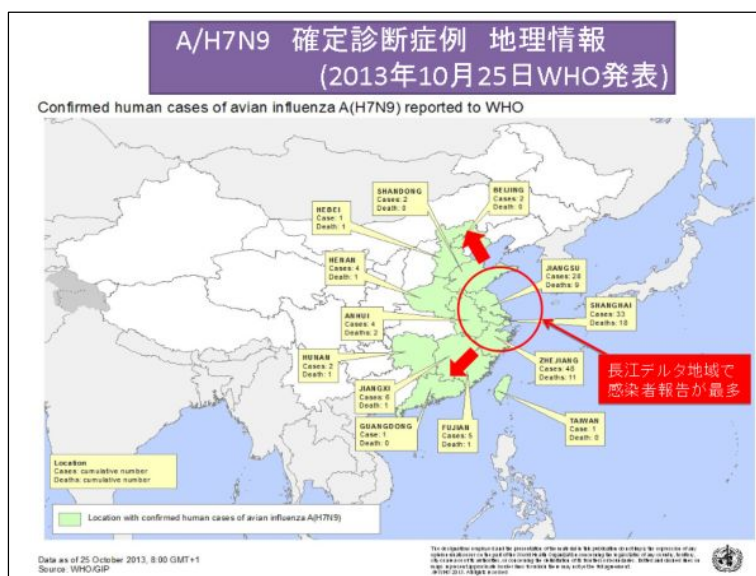 A/H7N9 確定診断症例 地理情報
(2013年10月25日WHO発表)
Confirmed human cases of avian influenza A(H7N9) reported to WHO
SHANDONG
Cases: 2
Death: 0
BEIJING
Cases: 2
Death: 0
HEBEI
Case: 1
Death: 1
HENAN
Cases: 4
Death: 1
JIANGSU
Cases: 28
Deaths: 9
SHANGHAI
Cases: 33
Deaths: 18
ANHUI
Cases: 4
Deaths: 2
HUNAN
Cases: 2
Death: 1
ZHEJIANG
Cases: 46
Deaths: 11
長江デルタ地域で
感染者報告が最多
JIANGXI
Cases: 6
Death: 1
GUANGDONG
Case: 1
Death: 0
FUJIAN
Cases: 5
Death: 1
TAIWAN
Case: 1
Death: 0
Location
Cases: cumulative number
Deaths: cumulative number
Location with confirmed human cases of avian influenza A(H7N9)
Data as of 25 October 2013, 8:00 GMT+1
Source: WHO/GIP